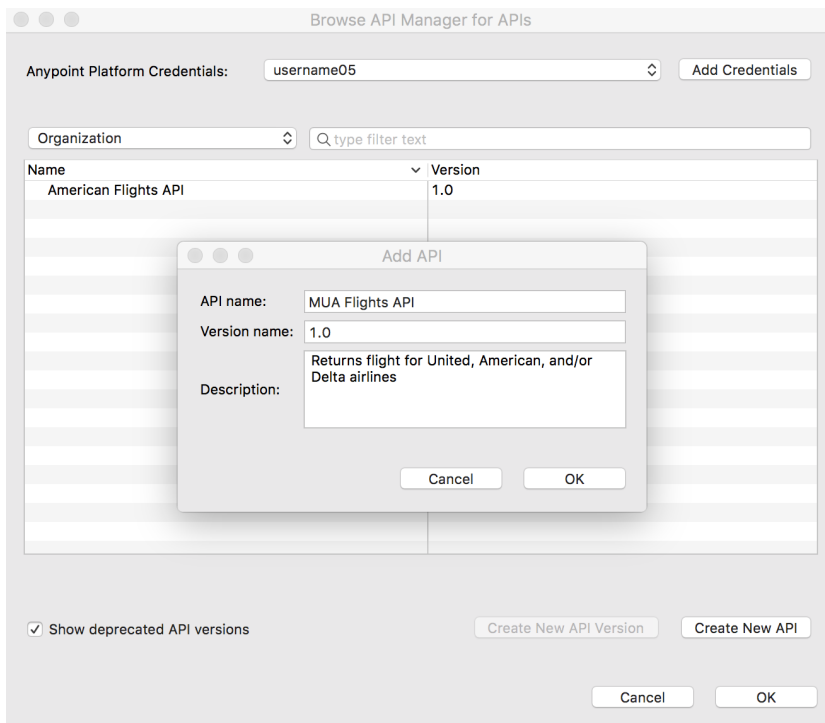 Browse API Manager for APIs
Anypoint Platform Credentials:
username05
Add Credentials
Organization
type filter text
Name
Version
American Flights API
1.0
Add API
API name:
MUA Flights API
Version name:
1.0
Description:
Returns flight for United, American, and/or
Delta airlines
Cancel
OK
Show deprecated API versions
Create New API Version
Create New API
Cancel
OK